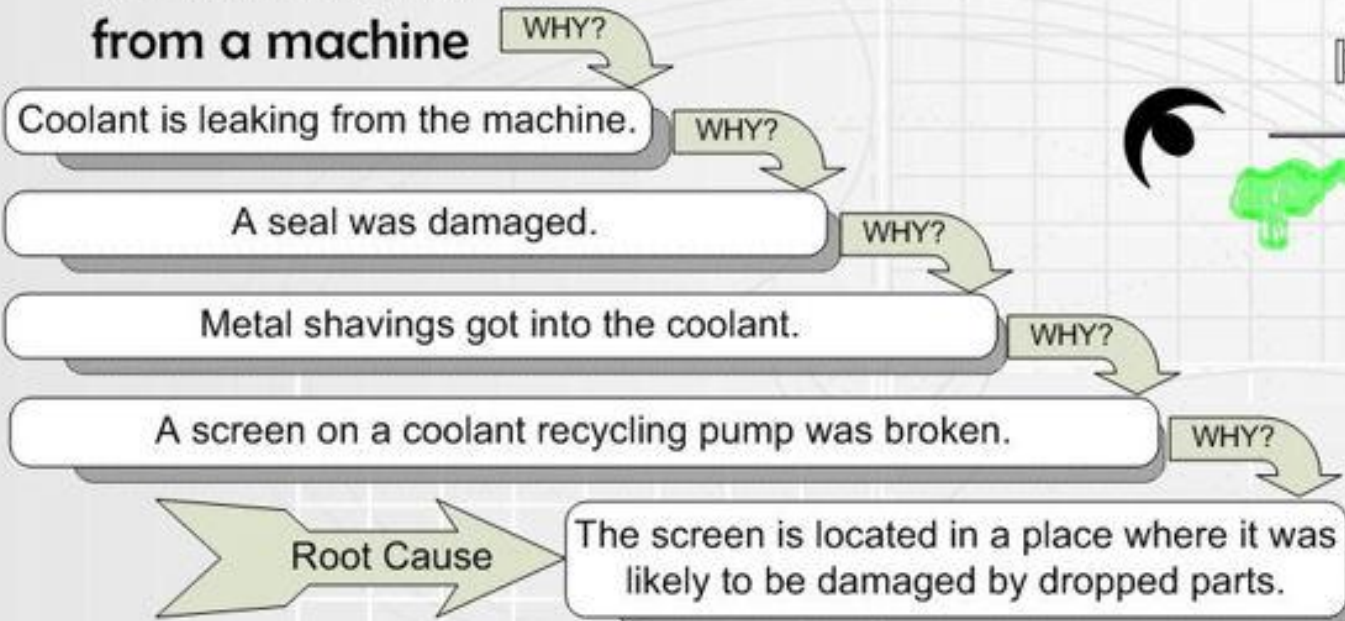 from a machine
WHY?
Coolant is leaking from the machine.
WHY?
A seal was damaged.
WHY?
Metal shavings got into the coolant.
WHY?
A screen on a coolant recycling pump was broken.
WHY?
Root Cause
The screen is located in a place where it was
likely to be damaged by dropped parts.